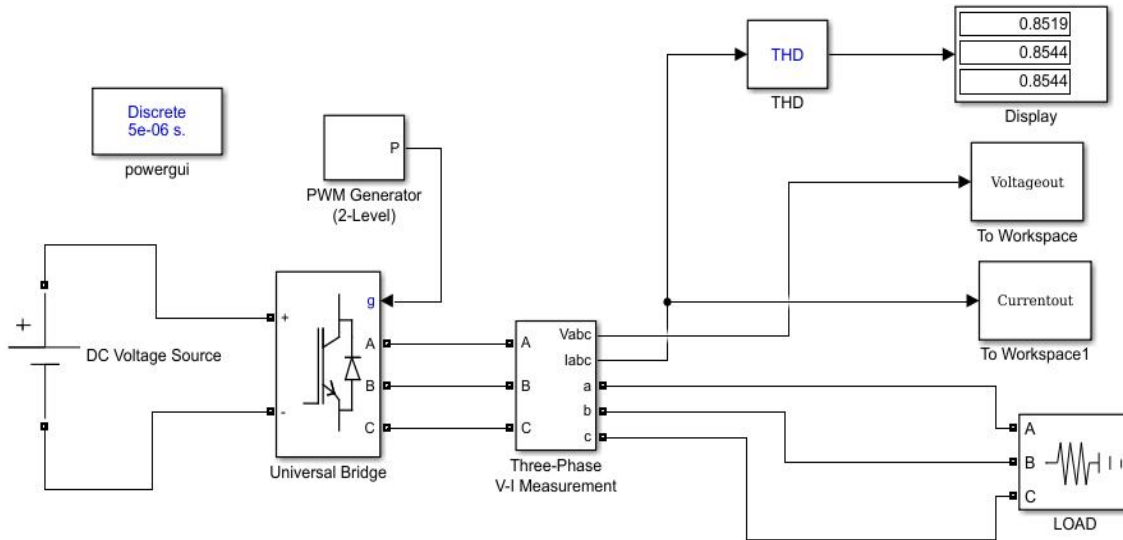 THD
THD
0.8519
0.8544
0.8544
Display
Discrete
5e-06 s.
powergui
P
PWM Generator
(2-Level)
Voltageout
To Workspace
Currentout
To Workspace1
+
DC Voltage Source
+
-
g
A
B
C
Universal Bridge
A
B
C
Vabc
Iabc
a
b
c
Three-Phase
V-I Measurement
A
B
C
LOAD